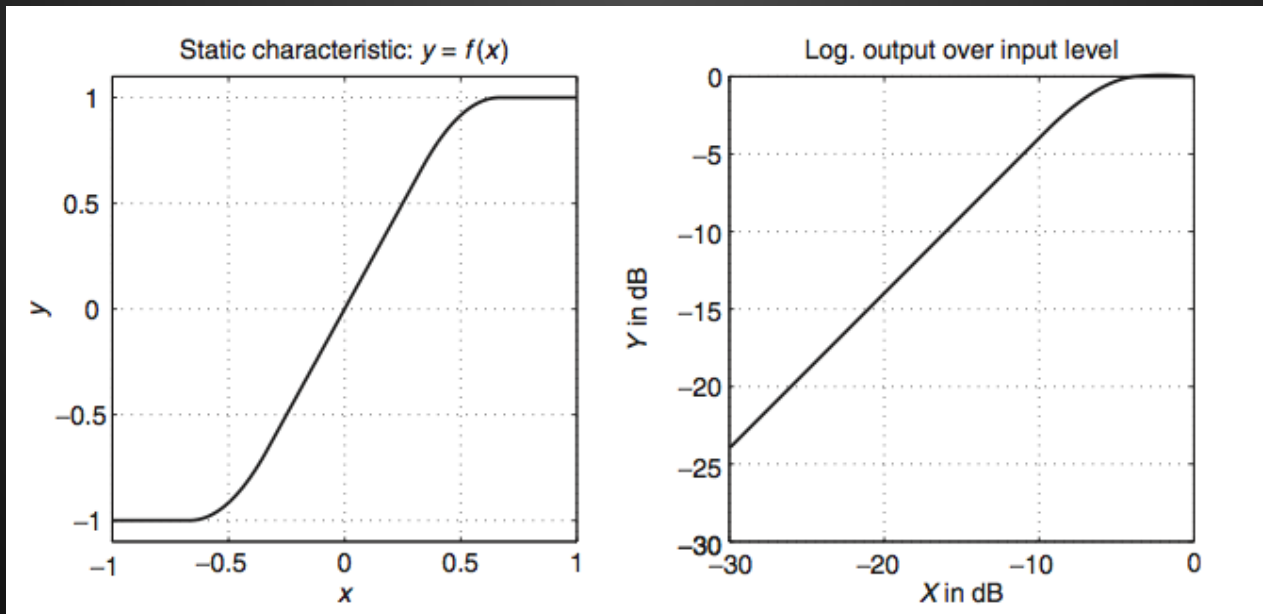 Static characteristic: y = f(x)
1
0.5
0
−0.5
−1
y
−1 −0.5 0 0.5 1
x
Log. output over input level
0
−5
−10
−15
−20
−25
−30
Y in dB
−30 −20 −10 0
X in dB